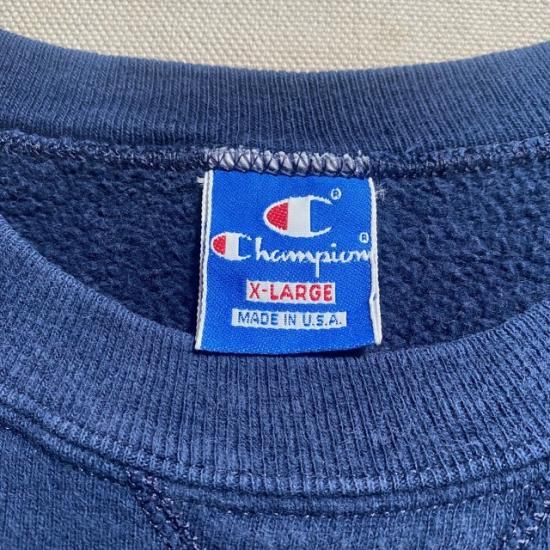 ®
Champion®
X-LARGE
MADE IN U.S.A.